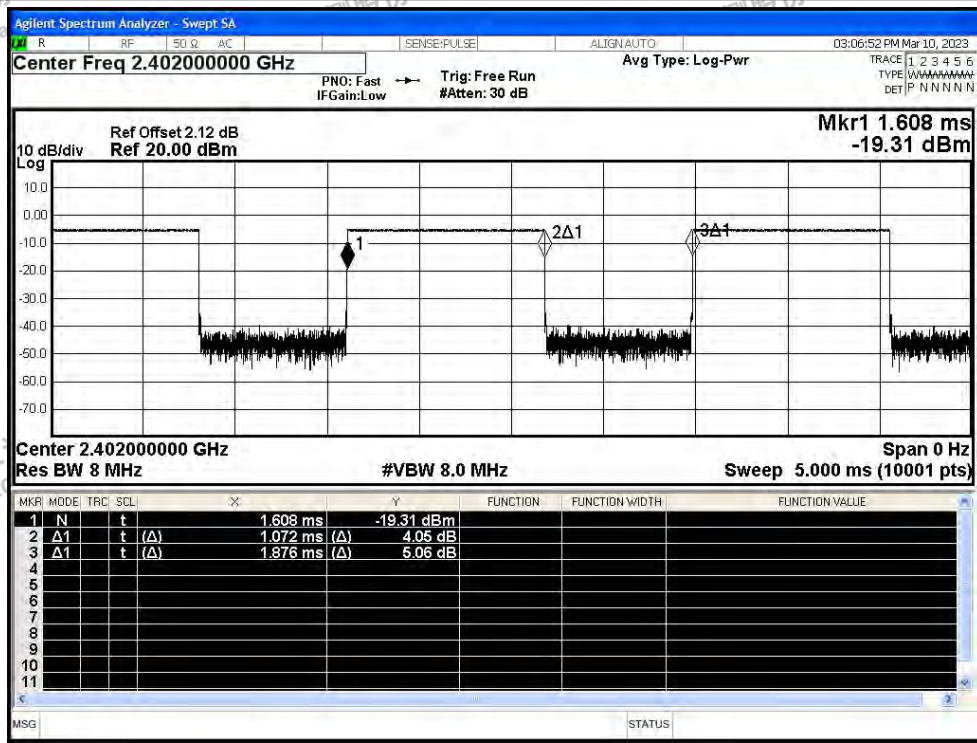 Agilent Spectrum Analyzer - Swept SA
R RF 50 Ω AC SENSE:PULSE ALIGNAUTO 03:06:52 PM Mar 10, 2023
Center Freq 2.402000000 GHz
PNO: Fast
IFGain:Low
Trig: Free Run
#Atten: 30 dB
Avg Type: Log-Pwr
TRACE 1 2 3 4 5 6
TYPE
DET P N N N N N
Mkr1 1.608 ms
-19.31 dBm
Ref Offset 2.12 dB
10 dB/div Ref 20.00 dBm
Log
10.0
0.00
-10.0
-20.0
-30.0
-40.0
-50.0
-60.0
-70.0
1
2Δ1
3Δ1
Center 2.402000000 GHz Span 0 Hz
Res BW 8 MHz #VBW 8.0 MHz Sweep 5.000 ms (10001 pts)
MKR MODE TRC SCL X Y FUNCTION FUNCTION WIDTH FUNCTION VALUE
1 N t 1.608 ms -19.31 dBm
2 Δ1 t (Δ) 1.072 ms (Δ) 4.05 dB
3 Δ1 t (Δ) 1.876 ms (Δ) 5.06 dB
4
5
6
7
8
9
10
11
MSG STATUS